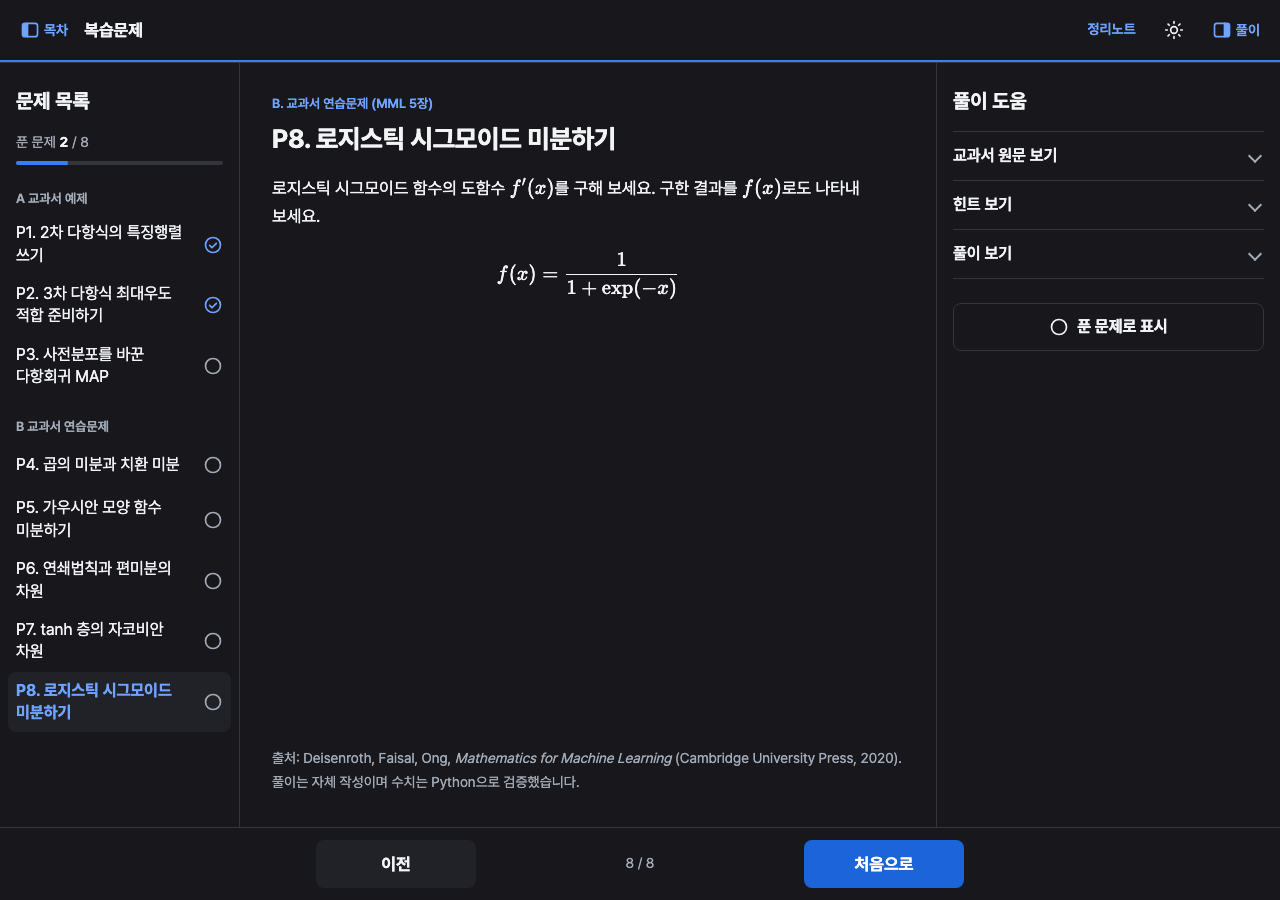 목차
복습문제
정리노트
풀이
문제 목록
푼 문제 2 / 8
A 교과서 예제
P1. 2차 다항식의 특징행렬
쓰기
P2. 3차 다항식 최대우도
적합 준비하기
P3. 사전분포를 바꾼
다항회귀 MAP
B 교과서 연습문제
P4. 곱의 미분과 치환 미분
P5. 가우시안 모양 함수
미분하기
P6. 연쇄법칙과 편미분의
차원
P7. tanh 층의 자코비안
차원
P8. 로지스틱 시그모이드
미분하기
B. 교과서 연습문제 (MML 5장)
P8. 로지스틱 시그모이드 미분하기
로지스틱 시그모이드 함수의 도함수 f′(x)를 구해 보세요. 구한 결과를 f(x)로도 나타내
보세요.
f(x) = 1 / (1 + exp(−x))
출처: Deisenroth, Faisal, Ong, Mathematics for Machine Learning (Cambridge University Press, 2020).
풀이는 자체 작성이며 수치는 Python으로 검증했습니다.
풀이 도움
교과서 원문 보기
힌트 보기
풀이 보기
푼 문제로 표시
이전
8 / 8
처음으로